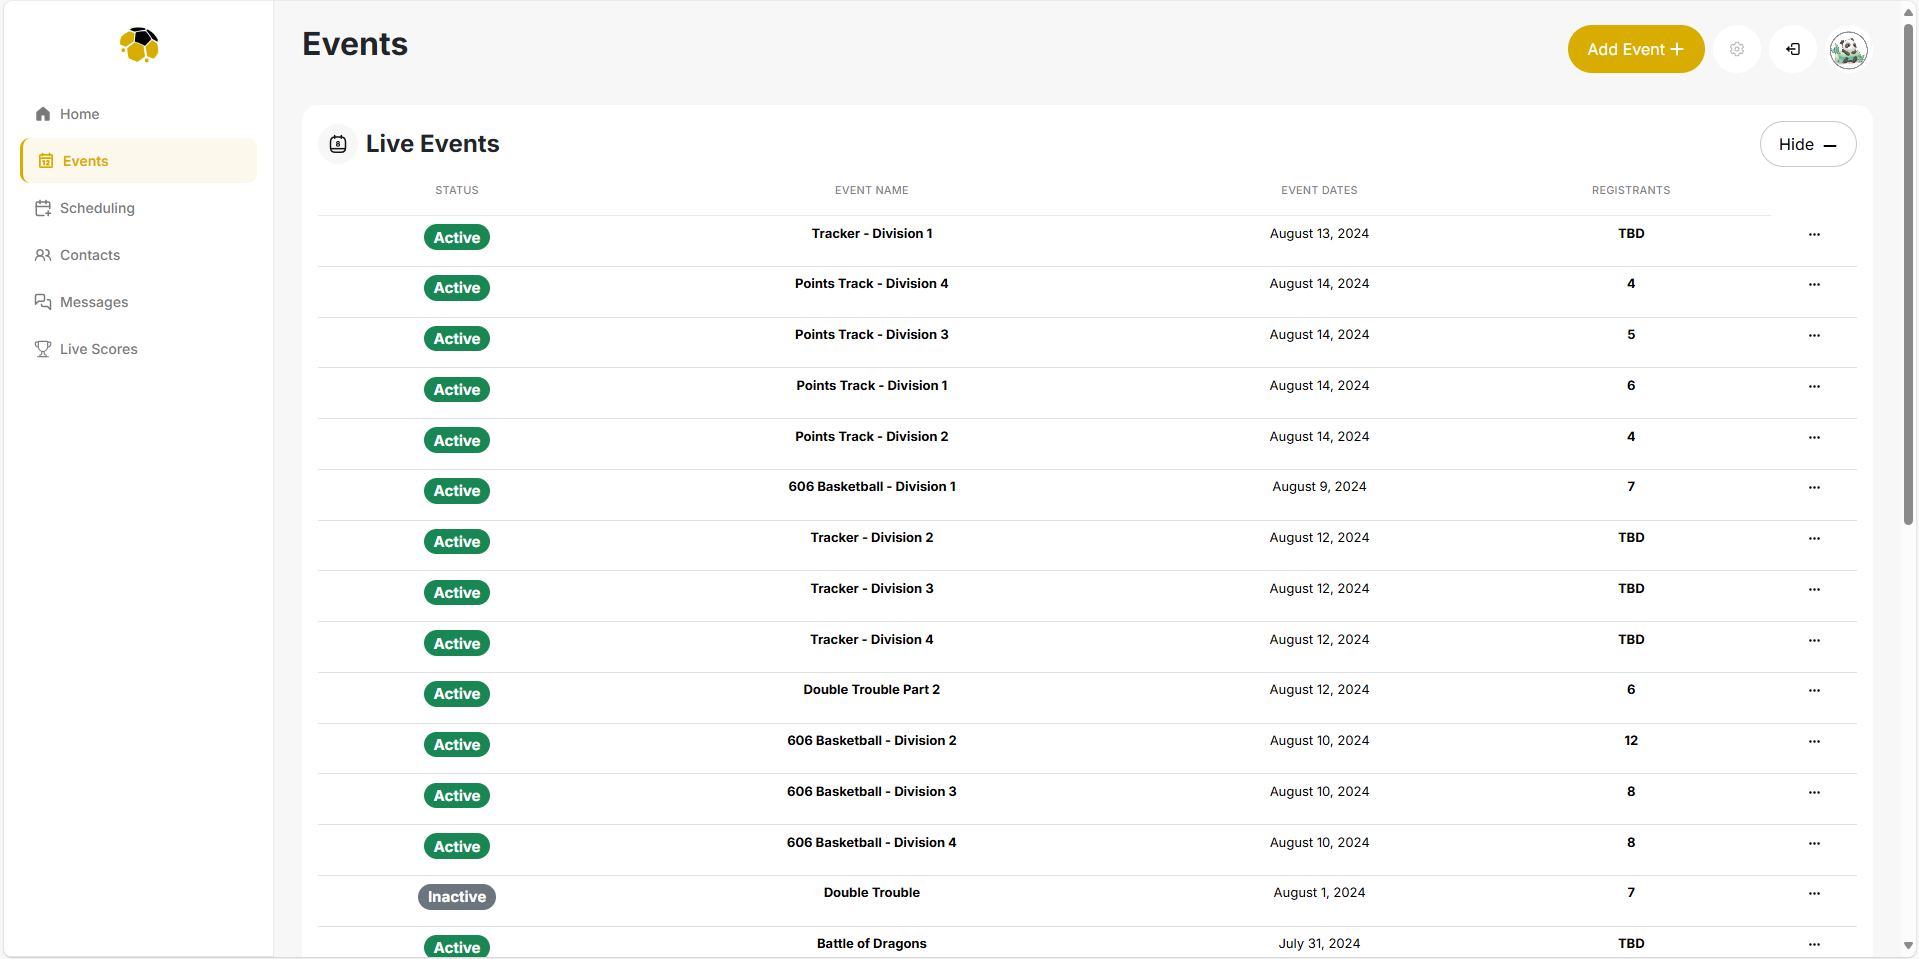 Events
Add Event +
Home
Events
Scheduling
Contacts
Messages
Live Scores
Live Events
Hide
STATUS EVENT NAME EVENT DATES REGISTRANTS
Active Tracker - Division 1 August 13, 2024 TBD ...
Active Points Track - Division 4 August 14, 2024 4 ...
Active Points Track - Division 3 August 14, 2024 5 ...
Active Points Track - Division 1 August 14, 2024 6 ...
Active Points Track - Division 2 August 14, 2024 4 ...
Active 606 Basketball - Division 1 August 9, 2024 7 ...
Active Tracker - Division 2 August 12, 2024 TBD ...
Active Tracker - Division 3 August 12, 2024 TBD ...
Active Tracker - Division 4 August 12, 2024 TBD ...
Active Double Trouble Part 2 August 12, 2024 6 ...
Active 606 Basketball - Division 2 August 10, 2024 12 ...
Active 606 Basketball - Division 3 August 10, 2024 8 ...
Active 606 Basketball - Division 4 August 10, 2024 8 ...
Inactive Double Trouble August 1, 2024 7 ...
Active Battle of Dragons July 31, 2024 TBD ...